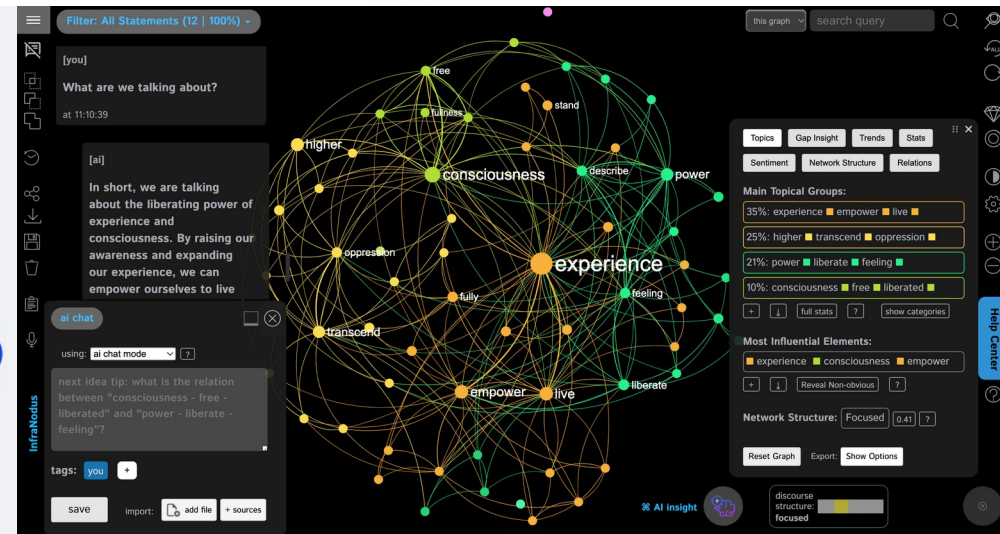 Filter: All Statements (12 | 100%)
this graph
search query
[you]
What are we talking about?
at 11:10:39
[ai]
In short, we are talking
about the liberating power of
experience and
consciousness. By raising our
awareness and expanding
our experience, we can
empower ourselves to live
free
stand
fullness
higher
consciousness
describe
power
oppression
experience
fully
feeling
transcend
empower
live
liberate
Topics
Gap Insight
Trends
Stats
Sentiment
Network Structure
Relations
Main Topical Groups:
35%: experience empower live
25%: higher transcend oppression
21%: power liberate feeling
10%: consciousness free liberated
+ ↓ full stats ? show categories
Most Influential Elements:
experience consciousness empower
+ ↓ Reveal Non-obvious ?
Network Structure: Focused 0.41 ?
Reset Graph Export: Show Options
Help Center
ai chat
using: ai chat mode ?
next idea tip: what is the relation
between "consciousness - free -
liberated" and "power - liberate -
feeling"?
tags: you +
save import: add file + sources
InfraNodus
⌘ AI insight
discourse
structure:
focused